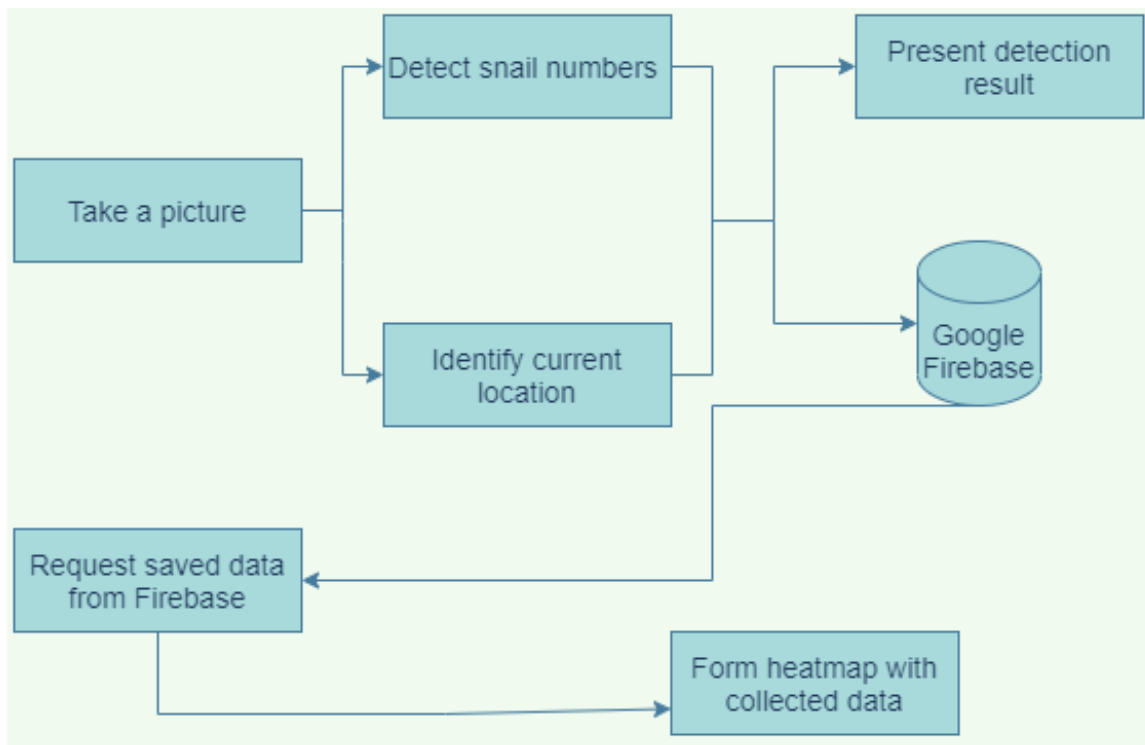 Detect snail numbers
Present detection
result
Take a picture
Identify current
location
Google
Firebase
Request saved data
from Firebase
Form heatmap with
collected data